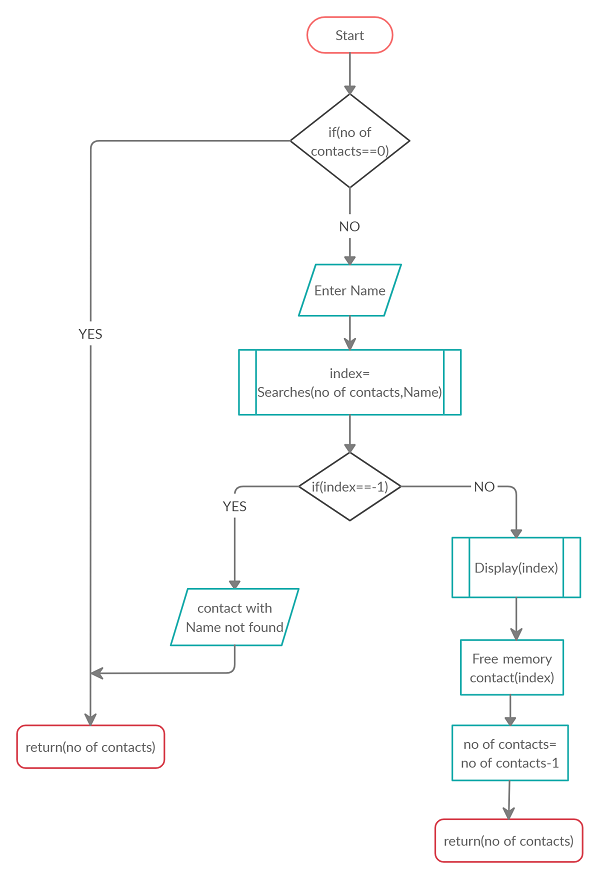 Start
if(no of
contacts==0)
NO
Enter Name
YES
index=
Searches(no of contacts,Name)
if(index==-1)
NO
YES
Display(index)
contact with
Name not found
Free memory
contact(index)
return(no of contacts)
no of contacts=
no of contacts-1
return(no of contacts)